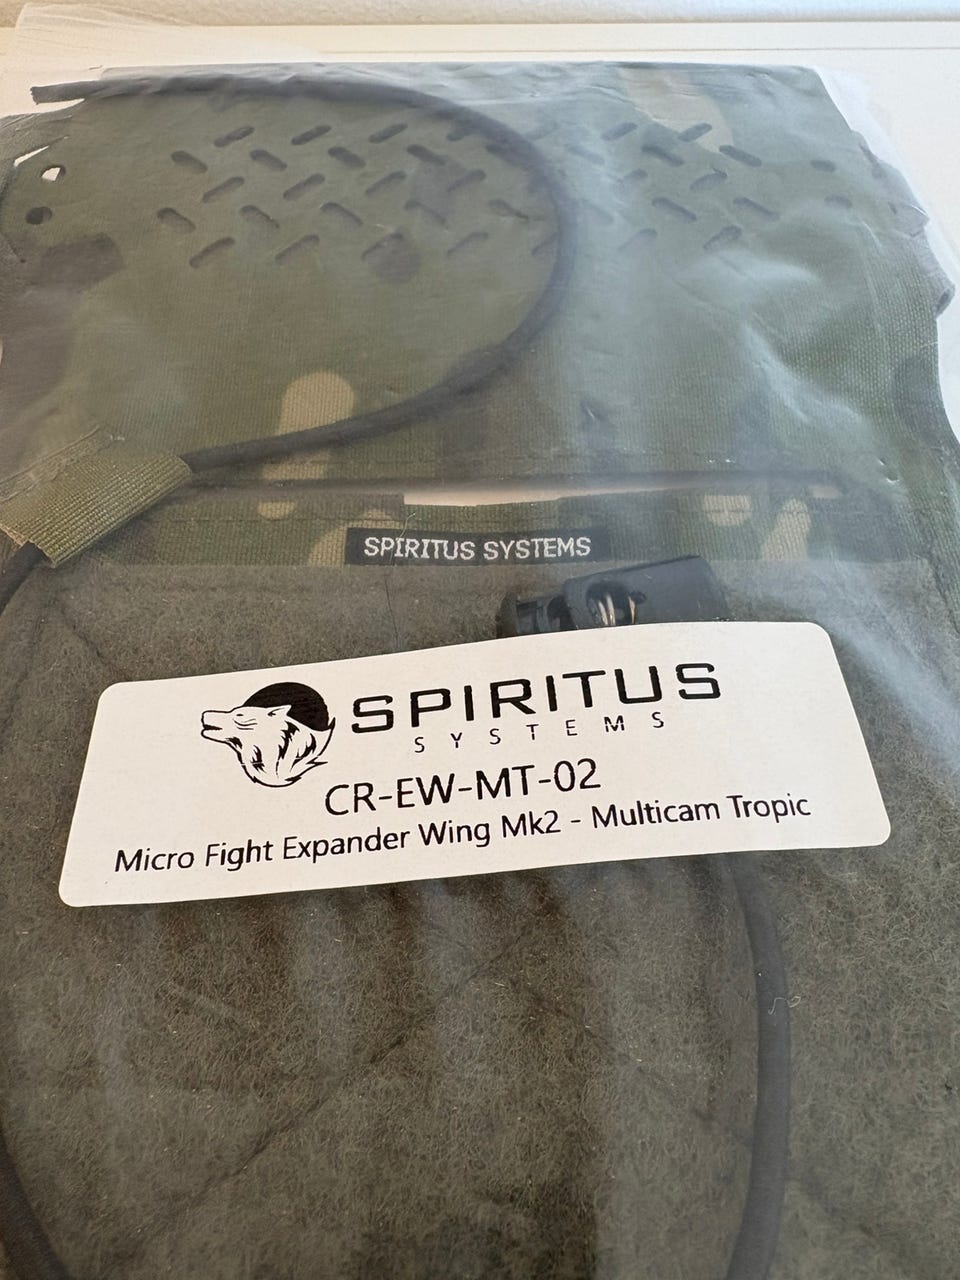 SPIRITUS SYSTEMS
SPIRITUS
SYSTEMS
CR-EW-MT-02
Micro Fight Expander Wing Mk2 - Multicam Tropic